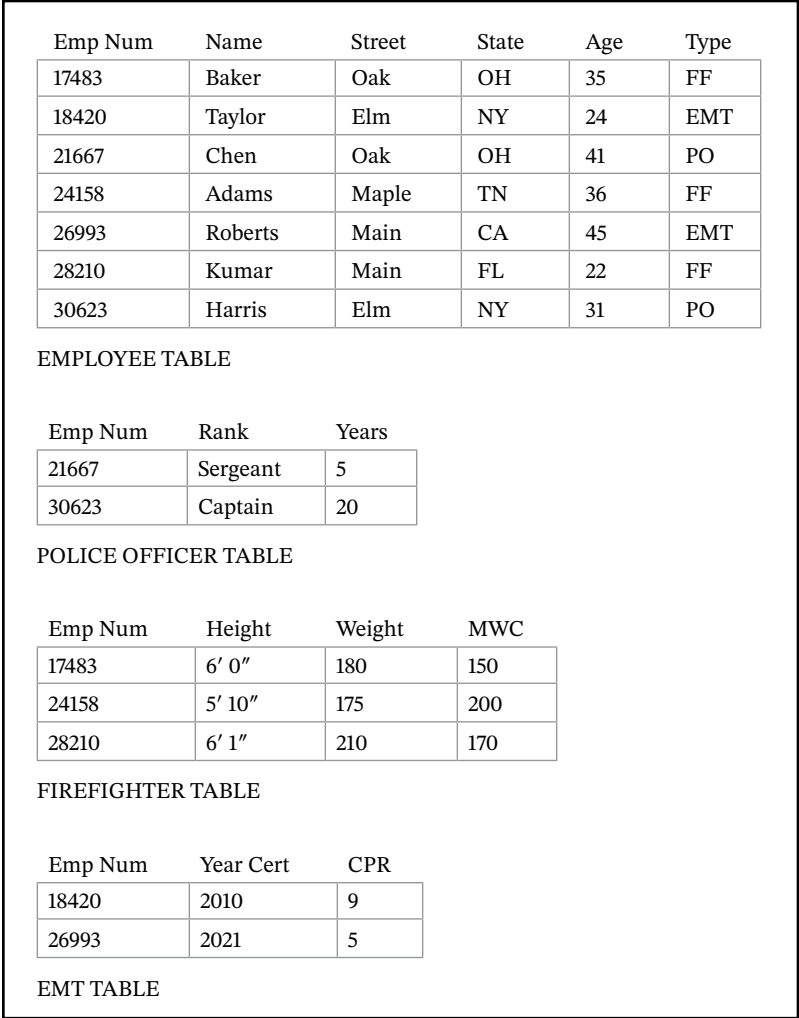 Emp Num Name Street State Age Type
17483 Baker Oak OH 35 FF
18420 Taylor Elm NY 24 EMT
21667 Chen Oak OH 41 PO
24158 Adams Maple TN 36 FF
26993 Roberts Main CA 45 EMT
28210 Kumar Main FL 22 FF
30623 Harris Elm NY 31 PO
EMPLOYEE TABLE
Emp Num Rank Years
21667 Sergeant 5
30623 Captain 20
POLICE OFFICER TABLE
Emp Num Height Weight MWC
17483 6′ 0″ 180 150
24158 5′ 10″ 175 200
28210 6′ 1″ 210 170
FIREFIGHTER TABLE
Emp Num Year Cert CPR
18420 2010 9
26993 2021 5
EMT TABLE